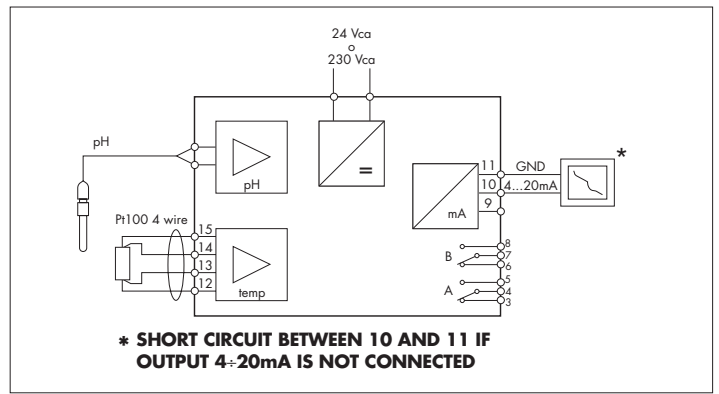 24 Vca
o
230 Vca
pH
pH
=
11 GND
10 4...20mA
9
mA
*
Pt100 4 wire
15
14
13
12
temp
8
B 7
6
5
A 4
3
* SHORT CIRCUIT BETWEEN 10 AND 11 IF
OUTPUT 4÷20mA IS NOT CONNECTED